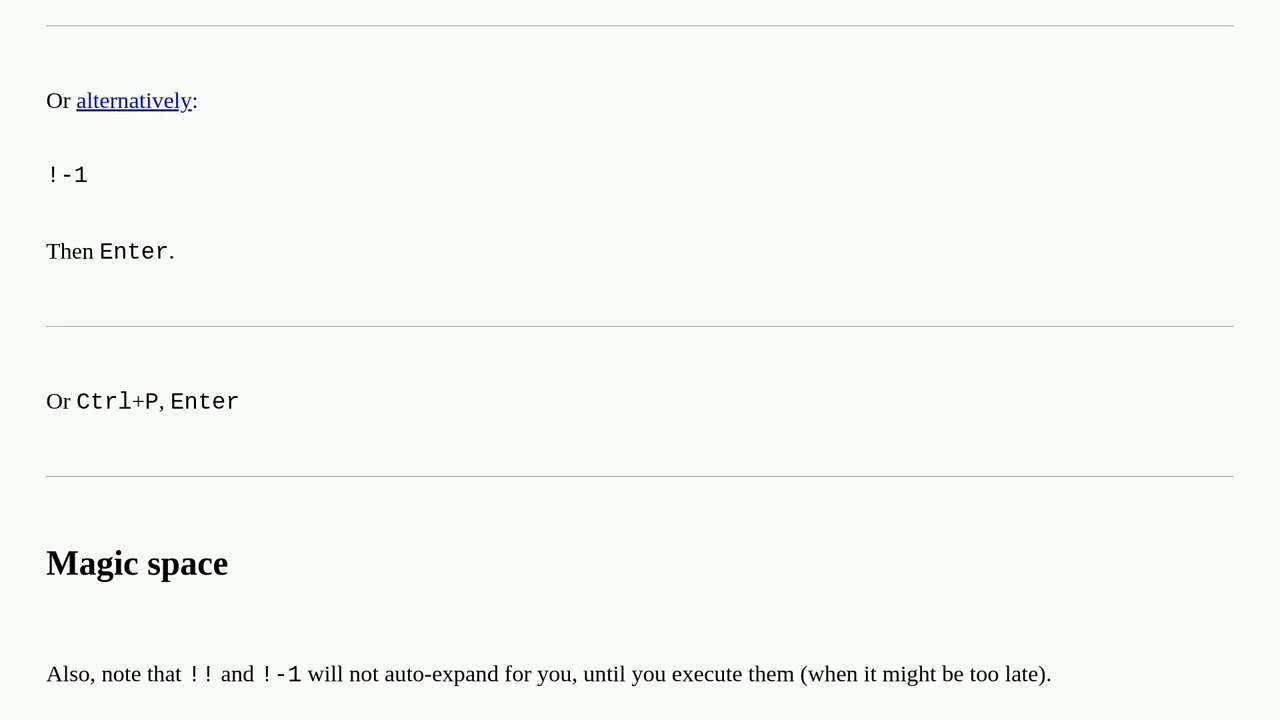 Or alternatively:
!-1
Then Enter.
Or Ctrl+P, Enter
Magic space
Also, note that !! and !-1 will not auto-expand for you, until you execute them (when it might be too late).